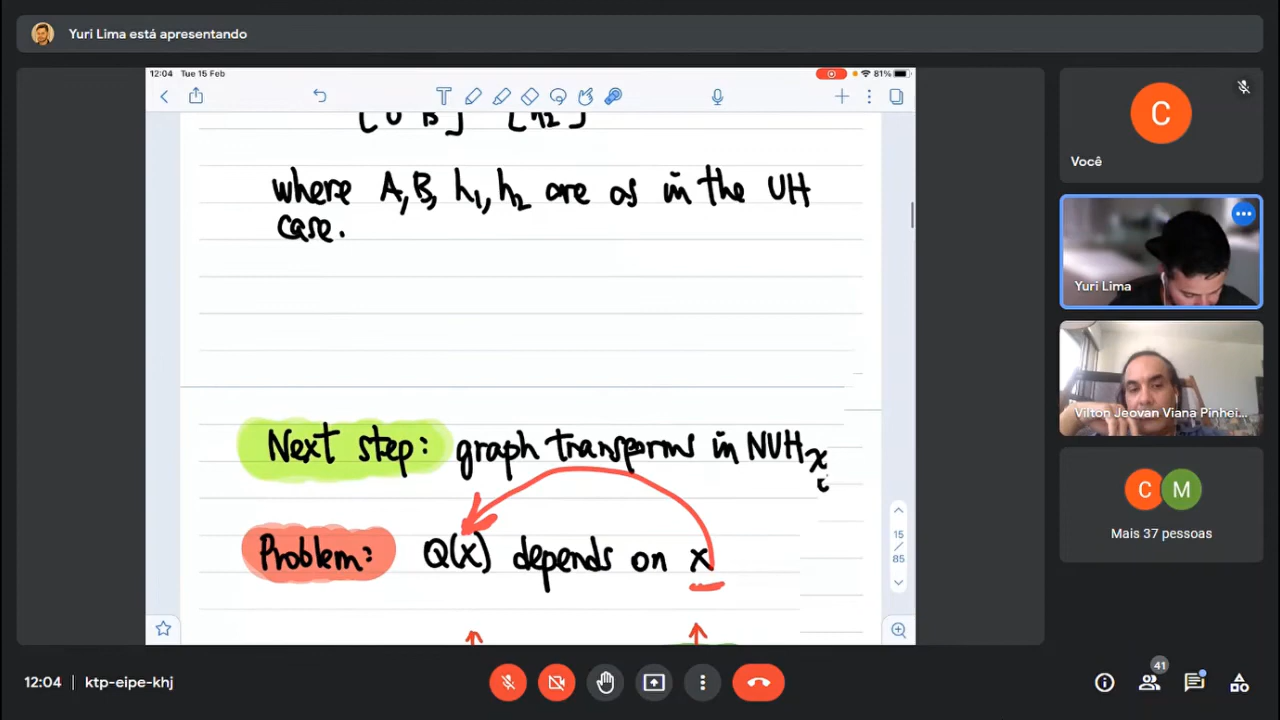 Yuri Lima está apresentando
12:04 Tue 15 Feb
81%
where A, B, h1, h2 are as in the UH
case.
Next step: graph transforms in NUHχ
Problem: Q(x) depends on x
15
/
85
C
Você
Yuri Lima
Vilton Jeovan Viana Pinhei...
C M
Mais 37 pessoas
12:04 | ktp-eipe-khj
41